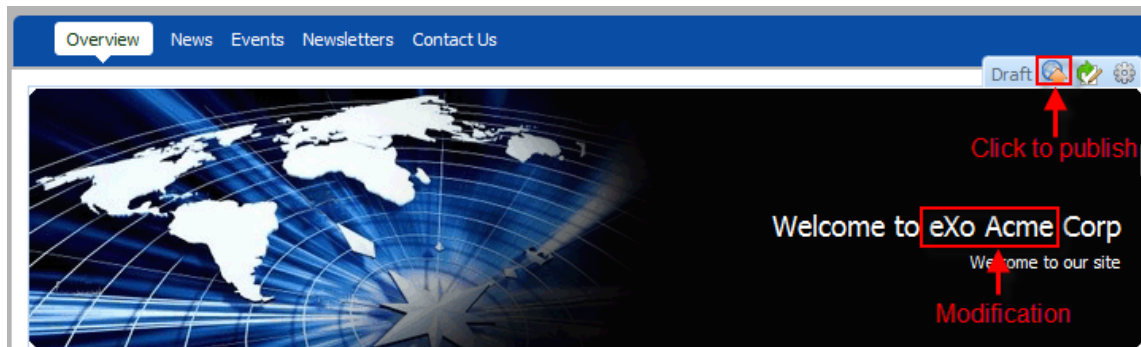 Overview News Events Newsletters Contact Us
Draft
Click to publish
Welcome to eXo Acme Corp
Welcome to our site
Modification